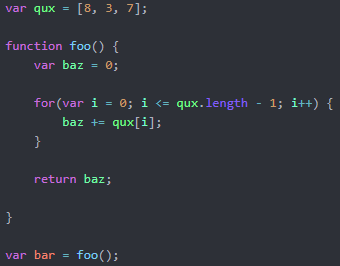 var qux = [8, 3, 7];
function foo() {
var baz = 0;
for(var i = 0; i <= qux.length - 1; i++) {
baz += qux[i];
}
return baz;
}
var bar = foo();